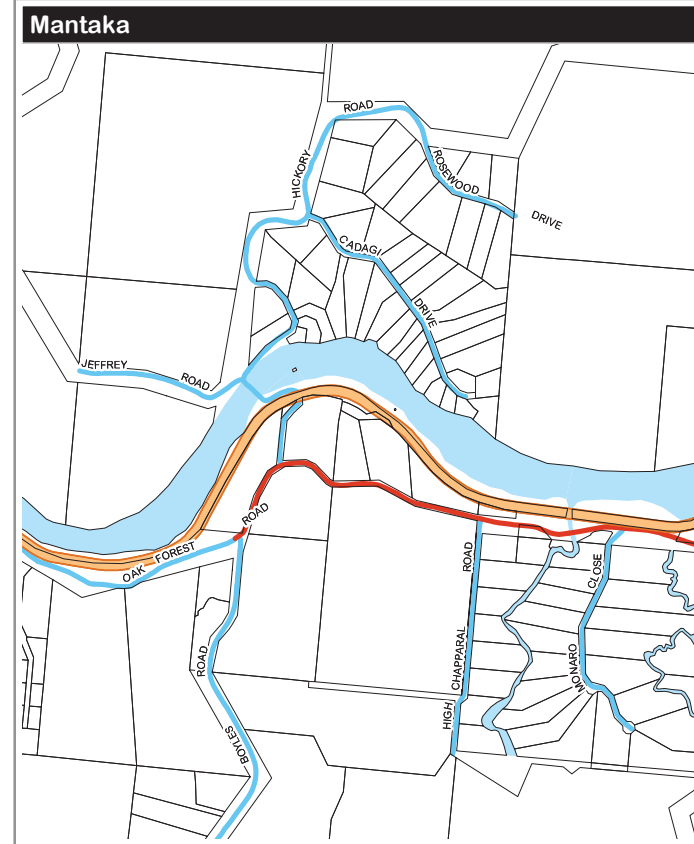 Mantaka
ROAD
HICKORY
ROSEWOOD
DRIVE
CADAGI
DRIVE
JEFFREY
ROAD
ROAD
OAK FOREST
ROAD
CLOSE
ROAD
CHAPPARAL
MONARO
HIGH
BOYLES